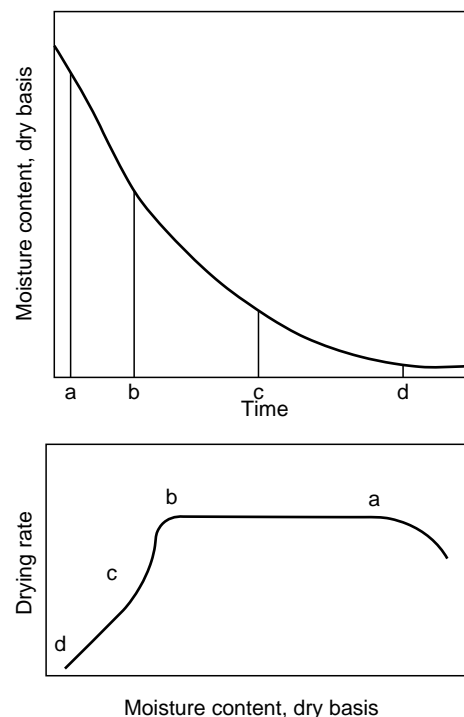 Moisture content, dry basis
a b c d
Time
Drying rate
b a
c
d
Moisture content, dry basis